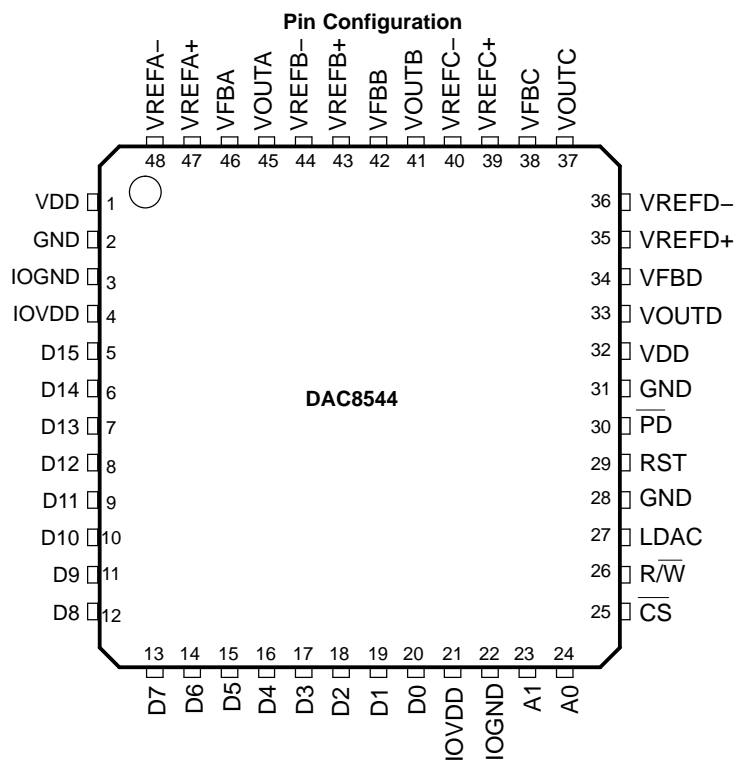 Pin Configuration
VREFA−
VREFA+
VFBA
VOUTA
VREFB−
VREFB+
VFBB
VOUTB
VREFC−
VREFC+
VFBC
VOUTC
48 47 46 45 44 43 42 41 40 39 38 37
VDD 1
GND 2
IOGND 3
IOVDD 4
D15 5
D14 6
D13 7
D12 8
D11 9
D10 10
D9 11
D8 12
DAC8544
36 VREFD−
35 VREFD+
34 VFBD
33 VOUTD
32 VDD
31 GND
30 P̅D̅
29 RST
28 GND
27 LDAC
26 R/W̅
25 C̅S̅
13 14 15 16 17 18 19 20 21 22 23 24
D7
D6
D5
D4
D3
D2
D1
D0
IOVDD
IOGND
A1
A0